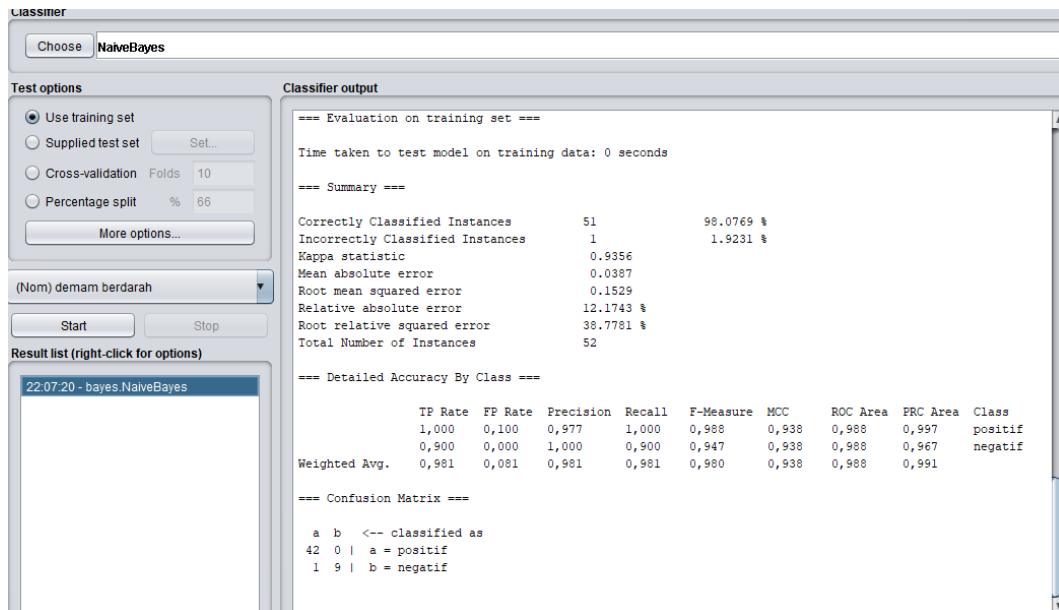 Classifier
Choose NaiveBayes
Test options
Use training set
Supplied test set Set...
Cross-validation Folds 10
Percentage split % 66
More options...
(Nom) demam berdarah
Start Stop
Result list (right-click for options)
22:07:20 - bayes.NaiveBayes
Classifier output
=== Evaluation on training set ===
Time taken to test model on training data: 0 seconds
=== Summary ===
Correctly Classified Instances 51 98.0769 %
Incorrectly Classified Instances 1 1.9231 %
Kappa statistic 0.9356
Mean absolute error 0.0387
Root mean squared error 0.1529
Relative absolute error 12.1743 %
Root relative squared error 38.7781 %
Total Number of Instances 52
=== Detailed Accuracy By Class ===
TP Rate FP Rate Precision Recall F-Measure MCC ROC Area PRC Area Class
1,000 0,100 0,977 1,000 0,988 0,938 0,988 0,997 positif
0,900 0,000 1,000 0,900 0,947 0,938 0,988 0,967 negatif
Weighted Avg. 0,981 0,081 0,981 0,981 0,980 0,938 0,988 0,991
=== Confusion Matrix ===
a b <-- classified as
42 0 | a = positif
1 9 | b = negatif